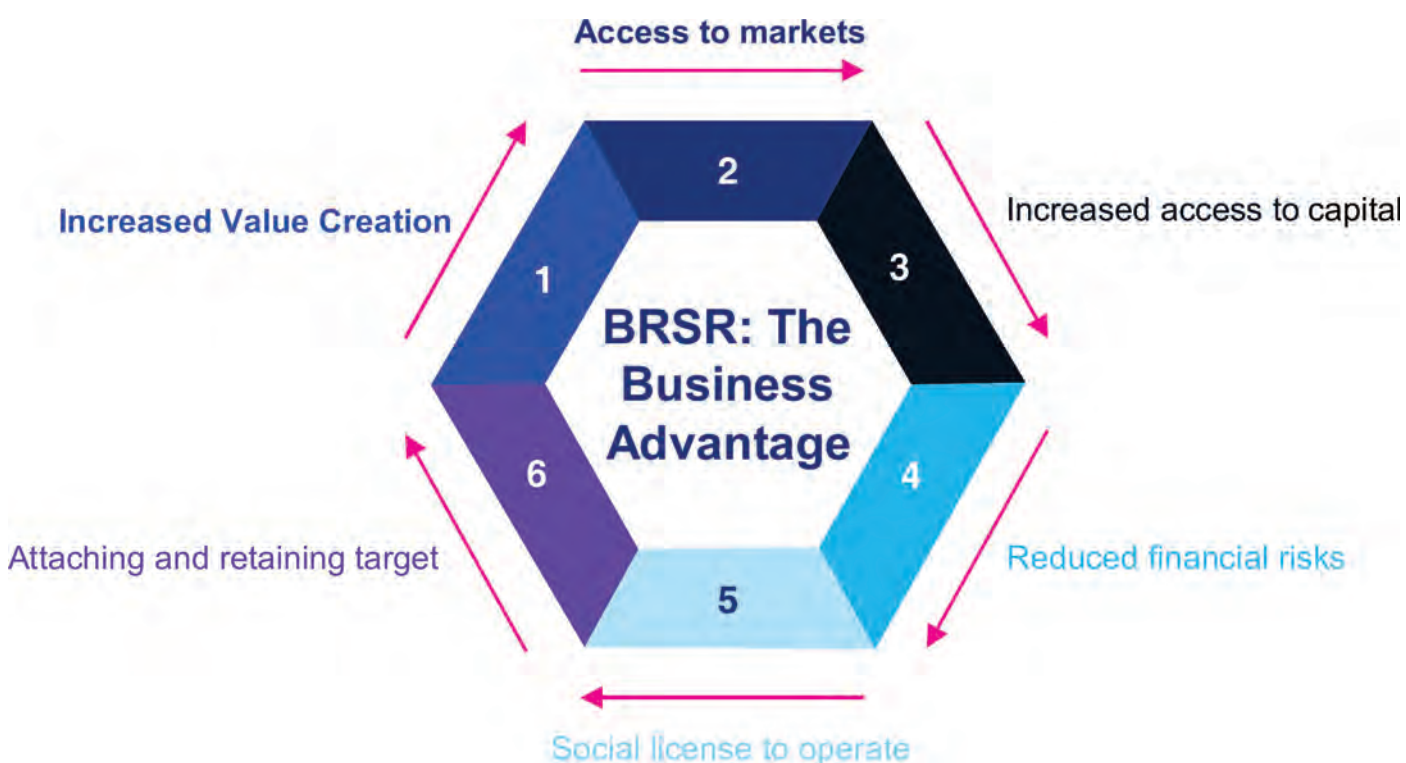 Access to markets
2
Increased Value Creation
Increased access to capital
1
3
BRSR: The
Business
Advantage
6
4
Attaching and retaining target
Reduced financial risks
5
Social license to operate